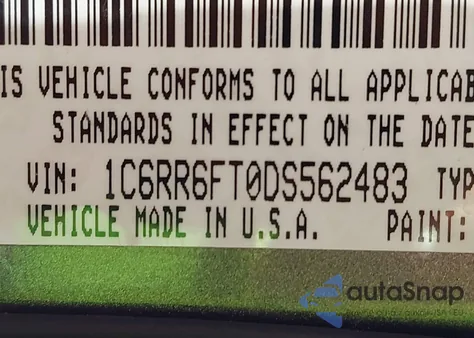 IS VEHICLE CONFORMS TO ALL APPLICAB
STANDARDS IN EFFECT ON THE DATE
VIN: 1C6RR6FT0DS562483 TYP
VEHICLE MADE IN U.S.A. PAINT:
autaSnap